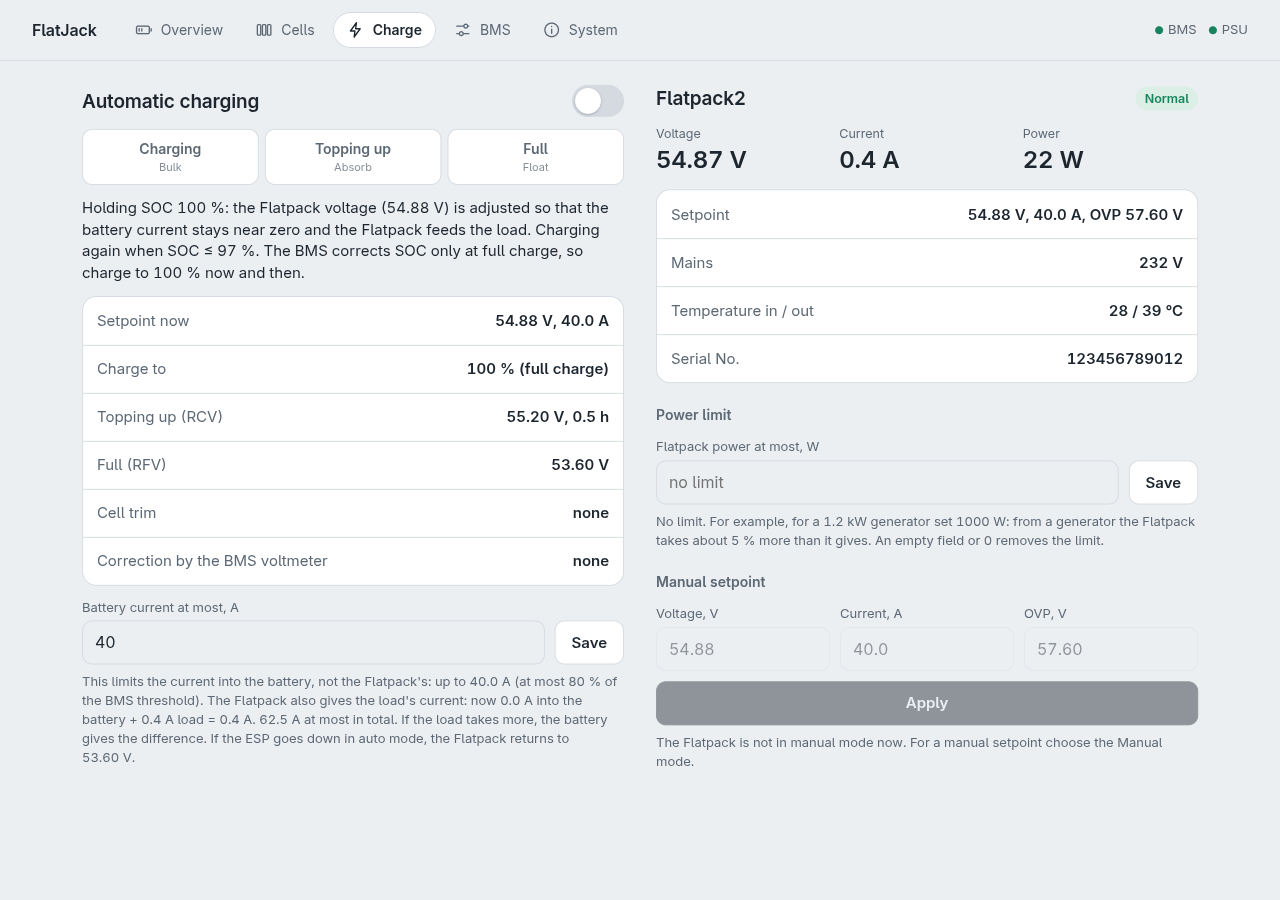 FlatJack
Overview
Cells
Charge
BMS
System
BMS
PSU
Automatic charging
Charging
Bulk
Topping up
Absorb
Full
Float
Holding SOC 100 %: the Flatpack voltage (54.88 V) is adjusted so that the
battery current stays near zero and the Flatpack feeds the load. Charging
again when SOC ≤ 97 %. The BMS corrects SOC only at full charge, so
charge to 100 % now and then.
Setpoint now 54.88 V, 40.0 A
Charge to 100 % (full charge)
Topping up (RCV) 55.20 V, 0.5 h
Full (RFV) 53.60 V
Cell trim none
Correction by the BMS voltmeter none
Battery current at most, A
40 Save
This limits the current into the battery, not the Flatpack's: up to 40.0 A (at most 80 % of
the BMS threshold). The Flatpack also gives the load's current: now 0.0 A into the
battery + 0.4 A load = 0.4 A. 62.5 A at most in total. If the load takes more, the battery
gives the difference. If the ESP goes down in auto mode, the Flatpack returns to
53.60 V.
Flatpack2 Normal
Voltage Current Power
54.87 V 0.4 A 22 W
Setpoint 54.88 V, 40.0 A, OVP 57.60 V
Mains 232 V
Temperature in / out 28 / 39 °C
Serial No. 123456789012
Power limit
Flatpack power at most, W
no limit Save
No limit. For example, for a 1.2 kW generator set 1000 W: from a generator the Flatpack
takes about 5 % more than it gives. An empty field or 0 removes the limit.
Manual setpoint
Voltage, V Current, A OVP, V
54.88 40.0 57.60
Apply
The Flatpack is not in manual mode now. For a manual setpoint choose the Manual
mode.